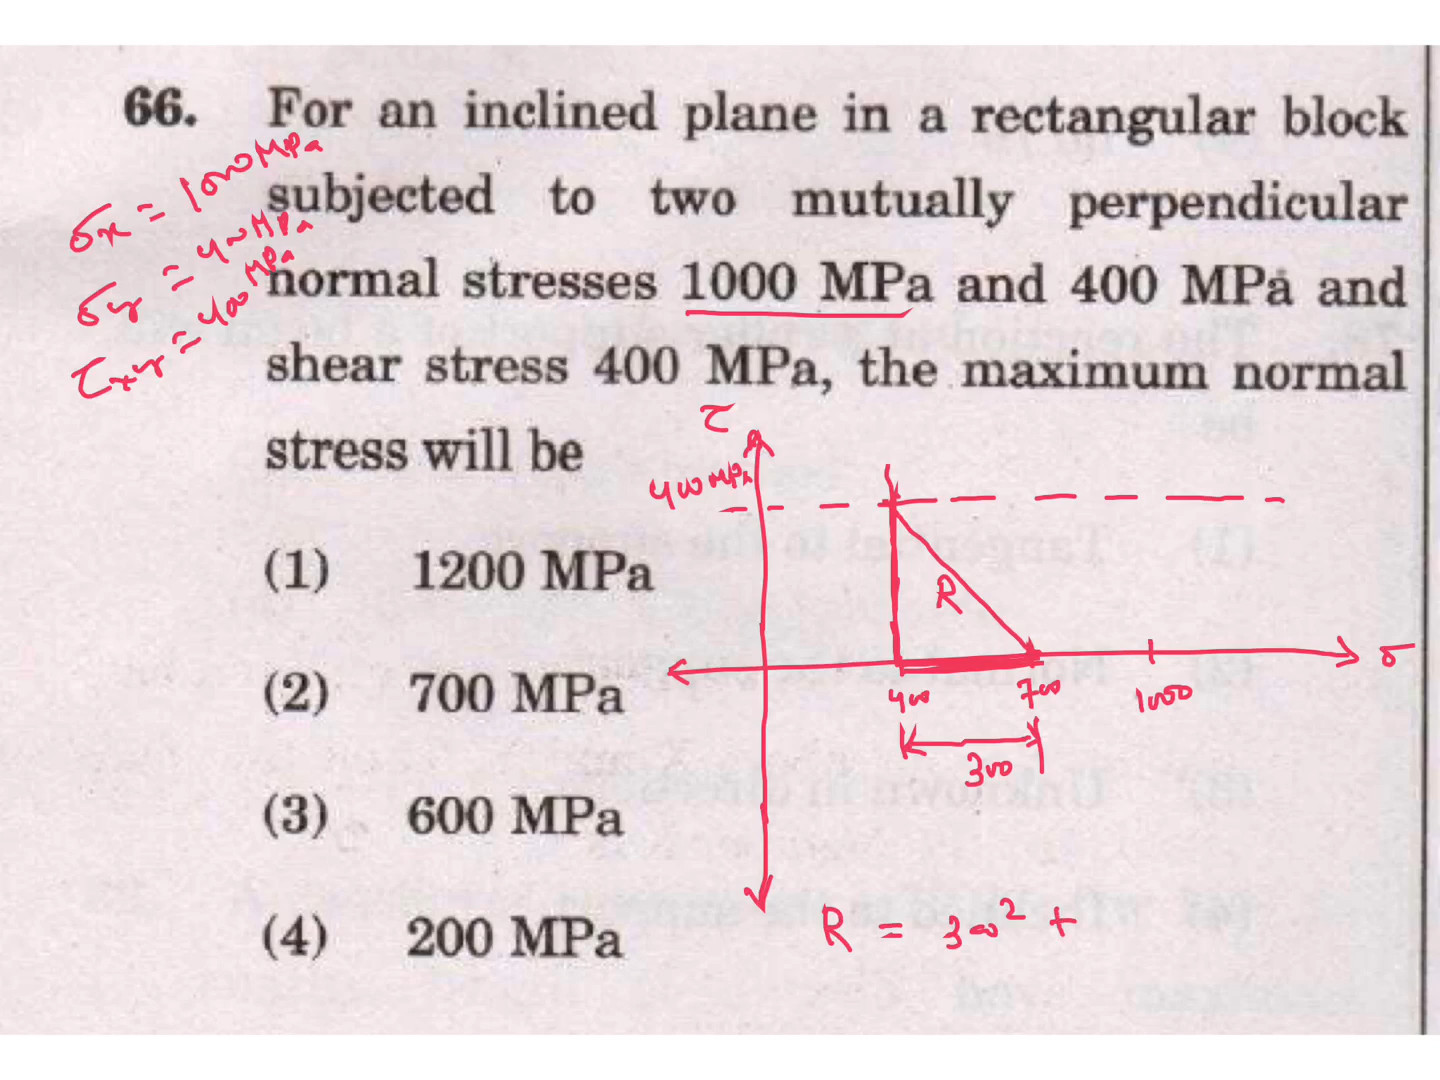 66. For an inclined plane in a rectangular block
subjected to two mutually perpendicular
normal stresses 1000 MPa and 400 MPa and
shear stress 400 MPa, the maximum normal
stress will be
(1) 1200 MPa
(2) 700 MPa
(3) 600 MPa
(4) 200 MPa
σx = 1000 MPa
σy = 400 MPa
τxy = 400 MPa
τ
400 MPa
R
σ
400 700 1000
300
R = 300² +